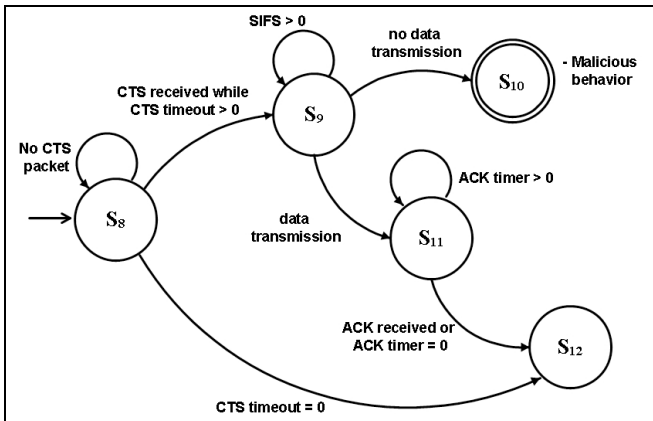 SIFS > 0
no data
transmission
- Malicious
behavior
S10
CTS received while
CTS timeout > 0
S9
No CTS
packet
ACK timer > 0
S8
data
transmission
S11
ACK received or
ACK timer = 0
S12
CTS timeout = 0